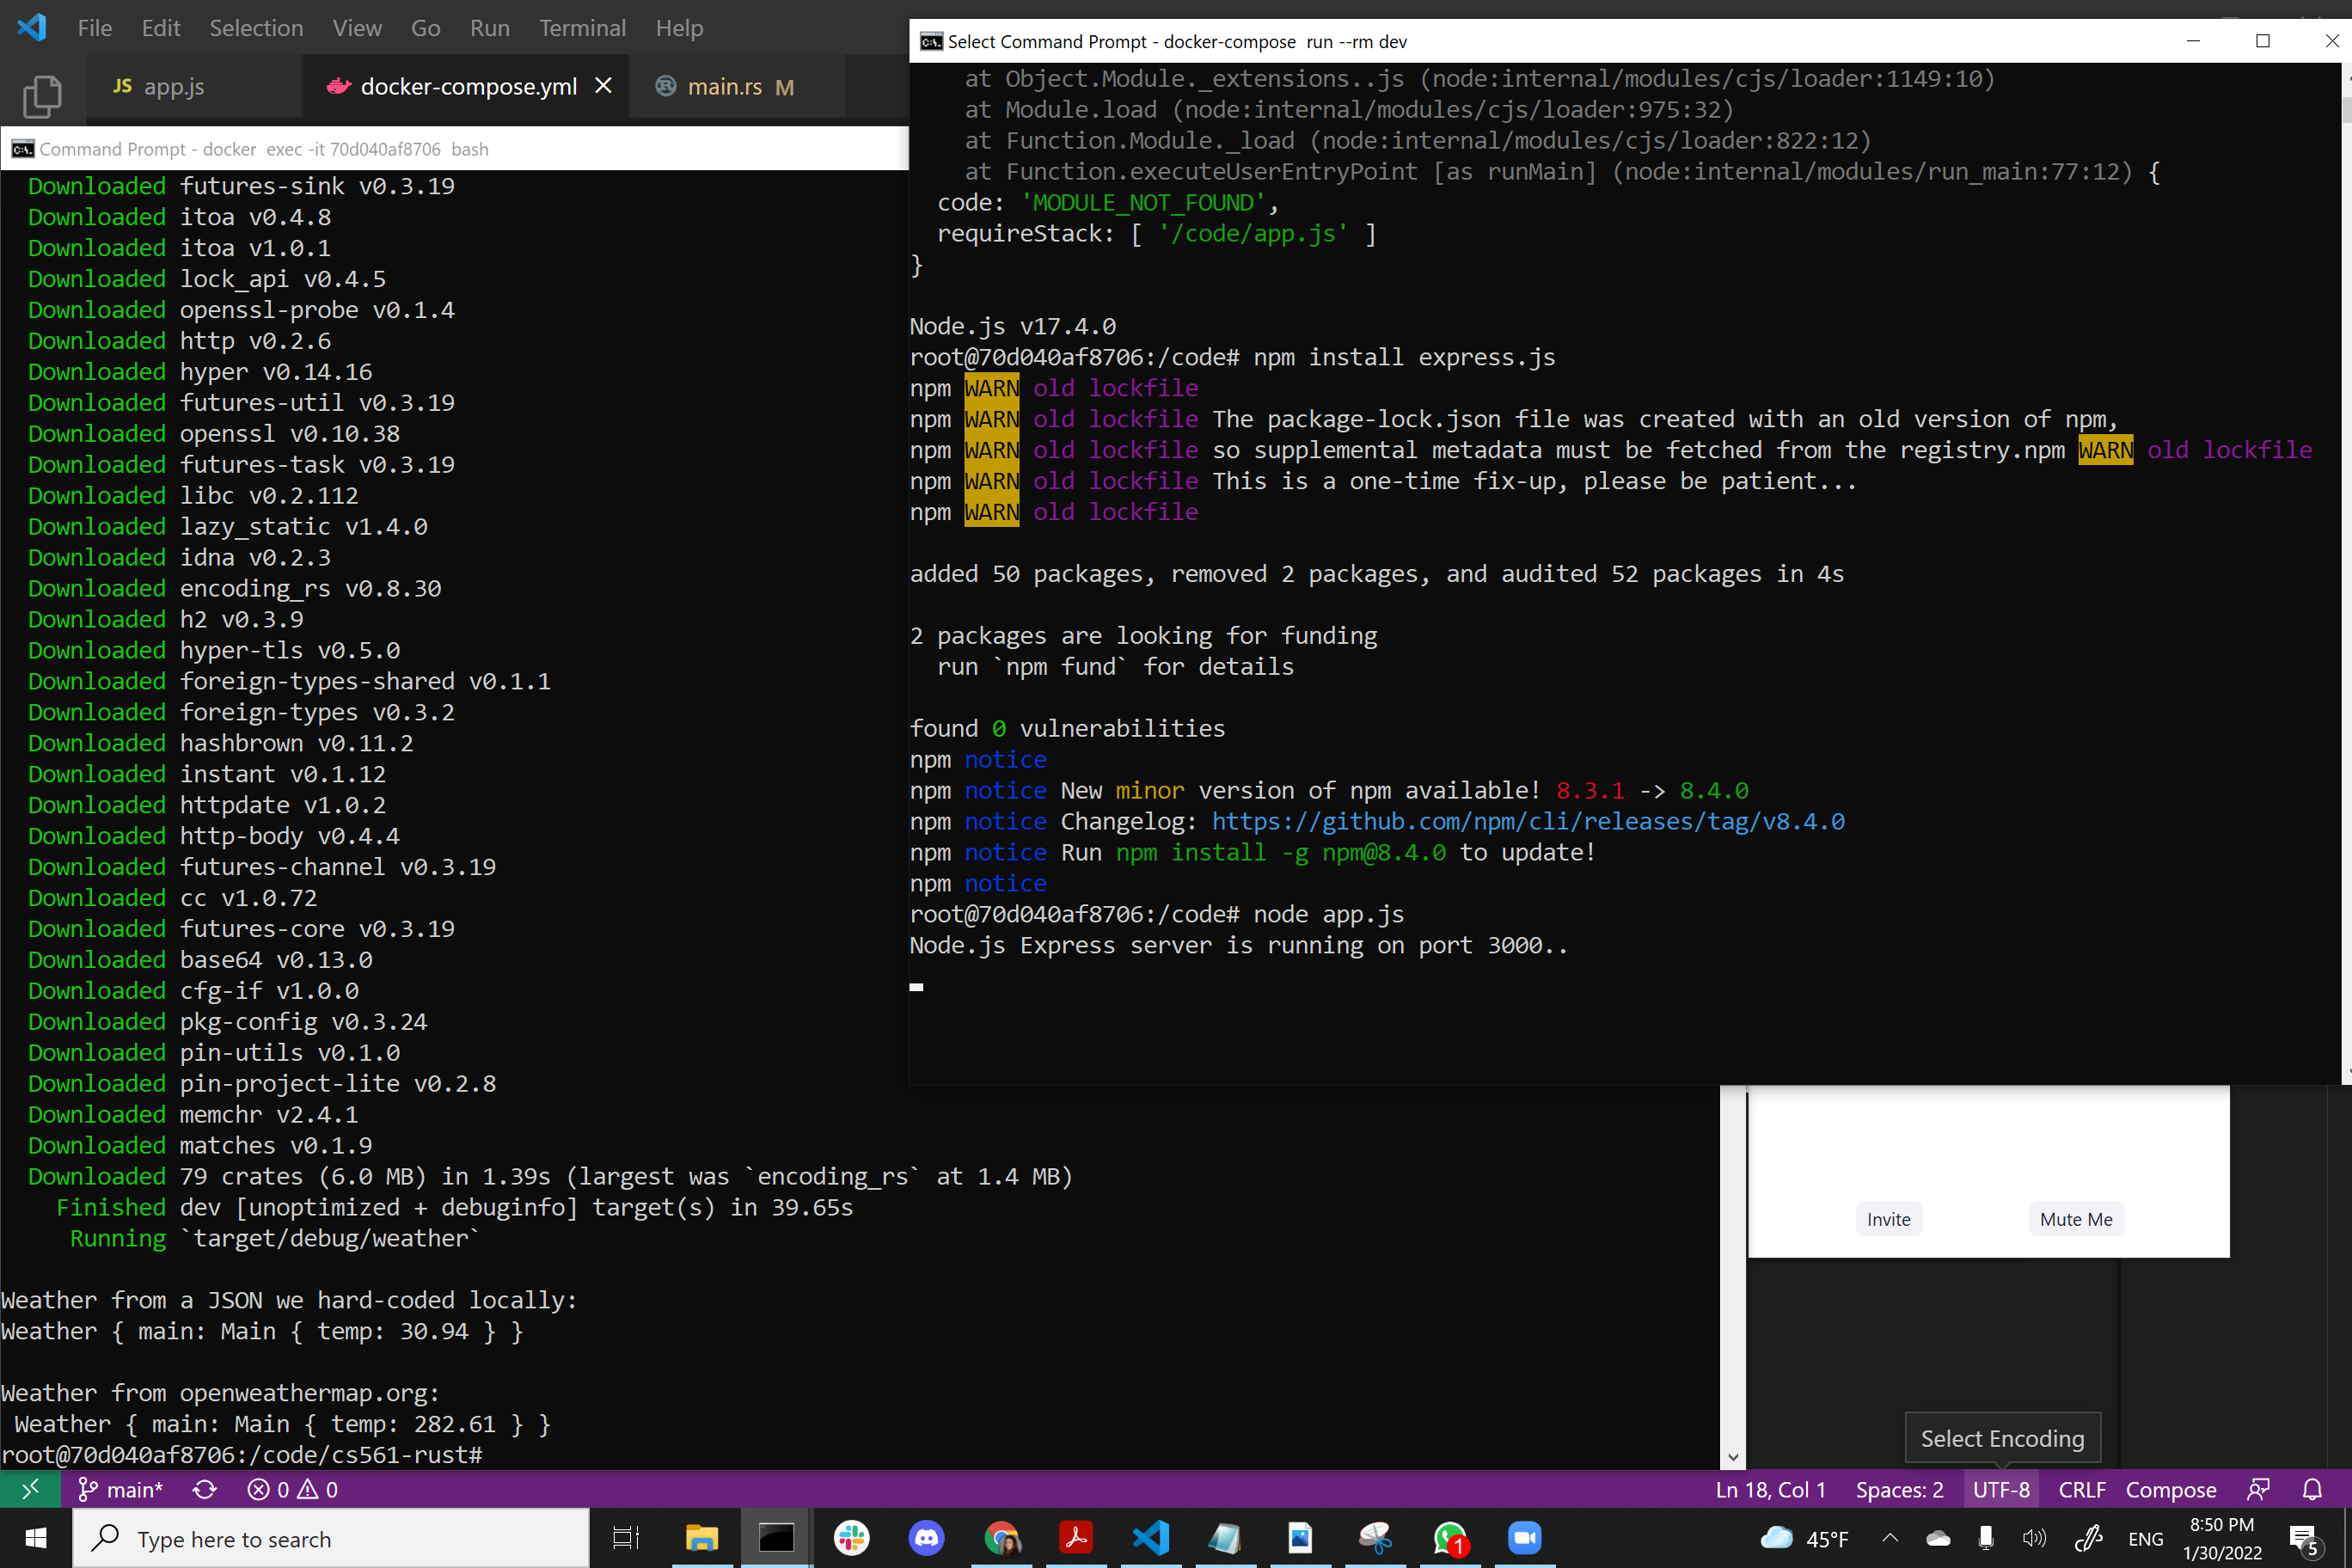 File Edit Selection View Go Run Terminal Help
JS app.js
docker-compose.yml
main.rs M
Command Prompt - docker  exec -it 70d040af8706  bash
Downloaded futures-sink v0.3.19
Downloaded itoa v0.4.8
Downloaded itoa v1.0.1
Downloaded lock_api v0.4.5
Downloaded openssl-probe v0.1.4
Downloaded http v0.2.6
Downloaded hyper v0.14.16
Downloaded futures-util v0.3.19
Downloaded openssl v0.10.38
Downloaded futures-task v0.3.19
Downloaded libc v0.2.112
Downloaded lazy_static v1.4.0
Downloaded idna v0.2.3
Downloaded encoding_rs v0.8.30
Downloaded h2 v0.3.9
Downloaded hyper-tls v0.5.0
Downloaded foreign-types-shared v0.1.1
Downloaded foreign-types v0.3.2
Downloaded hashbrown v0.11.2
Downloaded instant v0.1.12
Downloaded httpdate v1.0.2
Downloaded http-body v0.4.4
Downloaded futures-channel v0.3.19
Downloaded cc v1.0.72
Downloaded futures-core v0.3.19
Downloaded base64 v0.13.0
Downloaded cfg-if v1.0.0
Downloaded pkg-config v0.3.24
Downloaded pin-utils v0.1.0
Downloaded pin-project-lite v0.2.8
Downloaded memchr v2.4.1
Downloaded matches v0.1.9
Downloaded 79 crates (6.0 MB) in 1.39s (largest was `encoding_rs` at 1.4 MB)
Finished dev [unoptimized + debuginfo] target(s) in 39.65s
Running `target/debug/weather`
Weather from a JSON we hard-coded locally:
Weather { main: Main { temp: 30.94 } }
Weather from openweathermap.org:
Weather { main: Main { temp: 282.61 } }
root@70d040af8706:/code/cs561-rust#
Select Command Prompt - docker-compose  run --rm dev
at Object.Module._extensions..js (node:internal/modules/cjs/loader:1149:10)
at Module.load (node:internal/modules/cjs/loader:975:32)
at Function.Module._load (node:internal/modules/cjs/loader:822:12)
at Function.executeUserEntryPoint [as runMain] (node:internal/modules/run_main:77:12) {
code: 'MODULE_NOT_FOUND',
requireStack: [ '/code/app.js' ]
}
Node.js v17.4.0
root@70d040af8706:/code# npm install express.js
npm WARN old lockfile
npm WARN old lockfile The package-lock.json file was created with an old version of npm,
npm WARN old lockfile so supplemental metadata must be fetched from the registry.npm WARN old lockfile
npm WARN old lockfile This is a one-time fix-up, please be patient...
npm WARN old lockfile
added 50 packages, removed 2 packages, and audited 52 packages in 4s
2 packages are looking for funding
run `npm fund` for details
found 0 vulnerabilities
npm notice
npm notice New minor version of npm available! 8.3.1 -> 8.4.0
npm notice Changelog: https://github.com/npm/cli/releases/tag/v8.4.0
npm notice Run npm install -g npm@8.4.0 to update!
npm notice
root@70d040af8706:/code# node app.js
Node.js Express server is running on port 3000..
Invite
Mute Me
Select Encoding
main* 0 0
Ln 18, Col 1 Spaces: 2 UTF-8 CRLF Compose
Type here to search
1
45°F
ENG
8:50 PM
1/30/2022
5